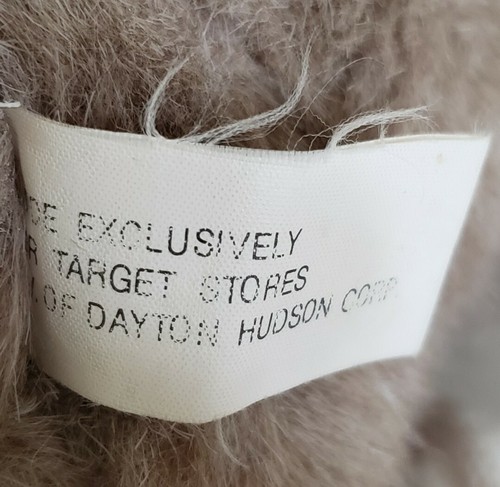 DE EXCLUSIVELY
R TARGET STORES
. OF DAYTON HUDSON CORP.